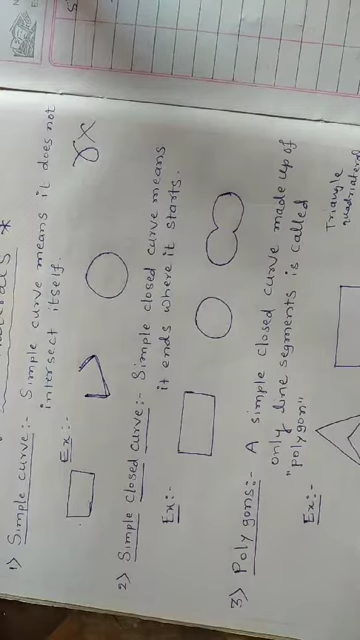 1) Simple curve :- Simple curve means it does not
intersect itself.
Ex :-
2) Simple closed curve :- Simple closed curve means
it ends where it starts.
Ex :-
3) Polygons :- A simple closed curve made up of
only line segments is called
"polygon"
Ex :-
Triangle
quadrilateral